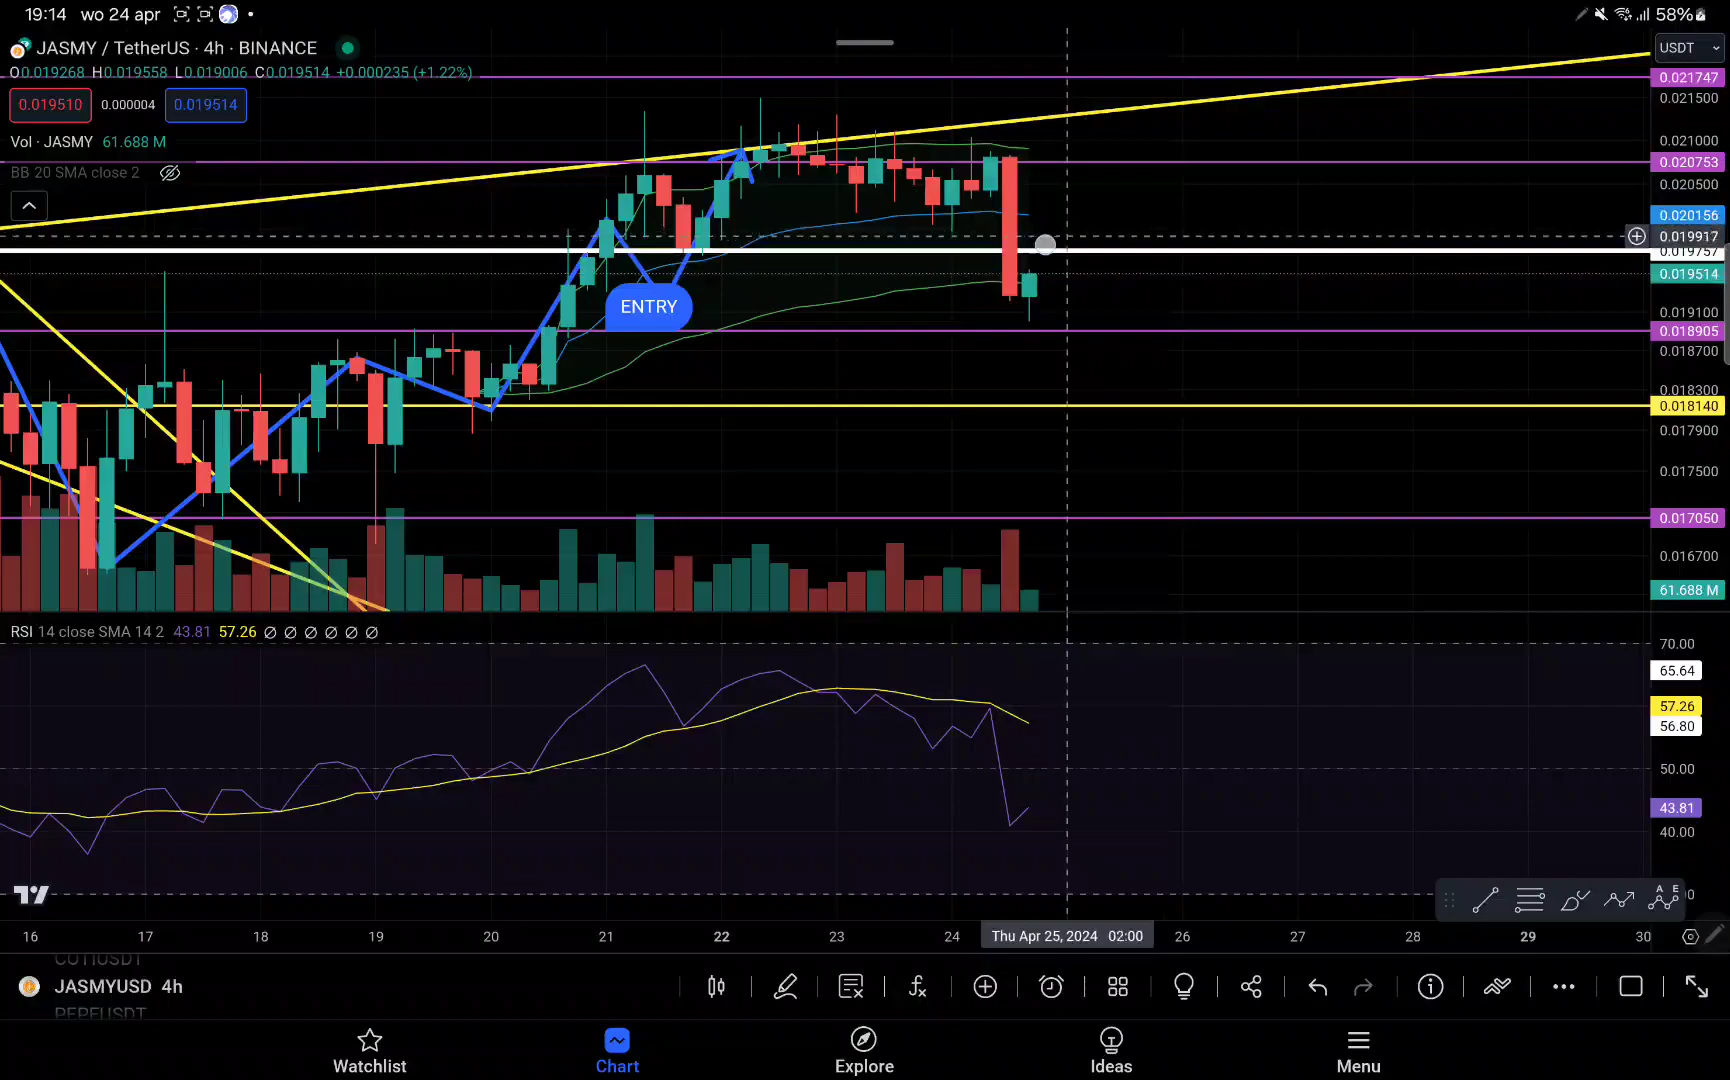 19:14 wo 24 apr 58%
JASMY / TetherUS · 4h · BINANCE
USDT
O0.019268 H0.019558 L0.019006 C0.019514 +0.000235 (+1.22%)
0.021747
0.021500
0.019510 0.000004 0.019514
Vol · JASMY 61.688 M
0.021000
0.020753
BB 20 SMA close 2
0.020500
0.020156
0.019917
0.019757
0.019514
ENTRY
0.019100
0.018905
0.018700
0.018300
0.018140
0.017900
0.017500
0.017050
0.016700
61.688 M
RSI 14 close SMA 14 2 43.81 57.26 ∅ ∅ ∅ ∅ ∅ ∅
70.00
65.64
57.26
56.80
50.00
43.81
40.00
A E
16 17 18 19 20 21 22 23 24 Thu Apr 25, 2024 02:00 26 27 28 29 30
CUTIUSDT
JASMYUSD 4h
PEPEUSDT
Watchlist Chart Explore Ideas Menu